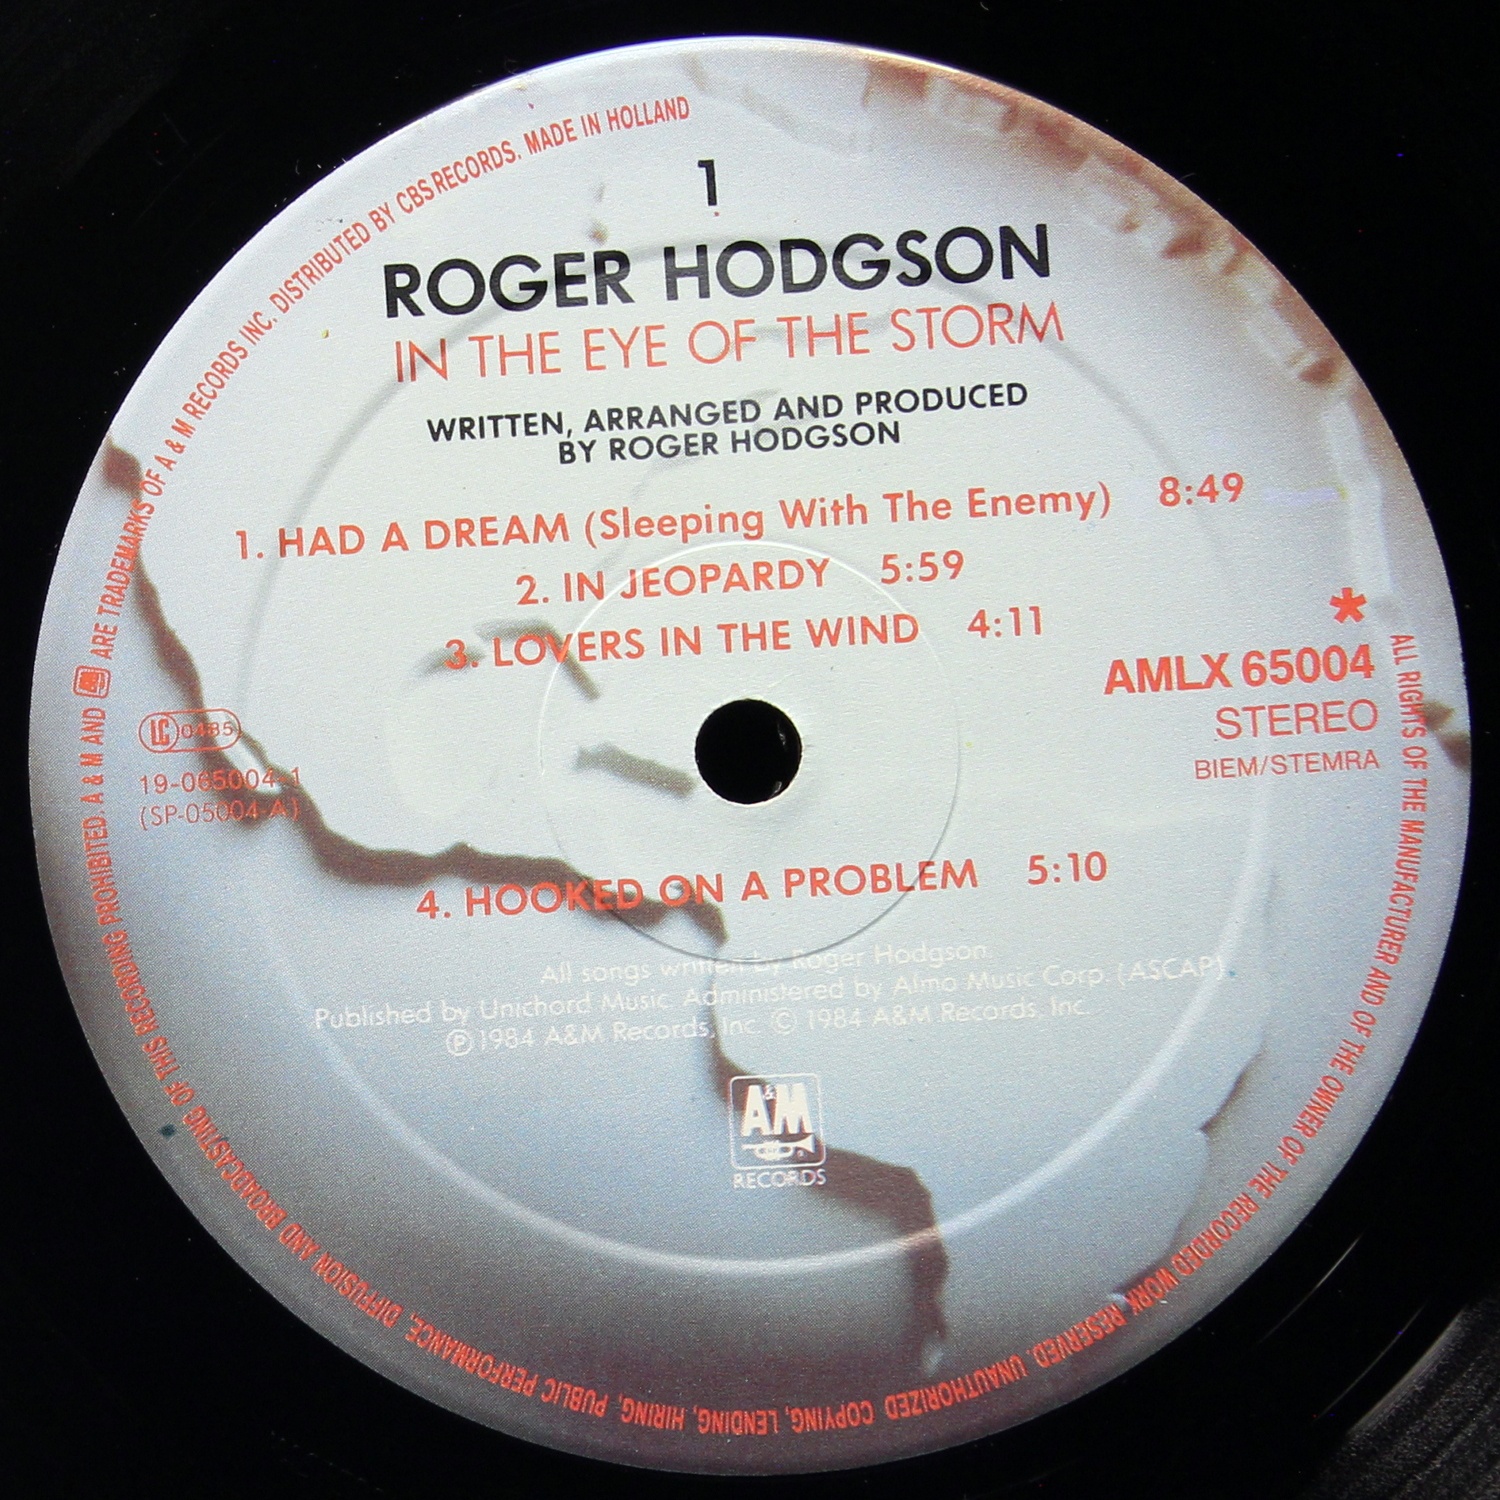 1
ROGER HODGSON
IN THE EYE OF THE STORM
WRITTEN, ARRANGED AND PRODUCED
BY ROGER HODGSON
1. HAD A DREAM (Sleeping With The Enemy) 8:49
2. IN JEOPARDY 5:59
3. LOVERS IN THE WIND 4:11
*
AMLX 65004
STEREO
BIEM/STEMRA
LC 0485
19-065004-1
(SP-05004-A)
4. HOOKED ON A PROBLEM 5:10
All songs written by Roger Hodgson
Published by Unichord Music. Administered by Almo Music Corp. (ASCAP).
℗ 1984 A&M Records, Inc. © 1984 A&M Records, Inc.
A&M
RECORDS
ALL RIGHTS OF THE MANUFACTURER AND OF THE OWNER OF THE RECORDED WORK RESERVED. UNAUTHORIZED COPYING, LENDING, HIRING, PUBLIC PERFORMANCE, DIFFUSION AND BROADCASTING OF THIS RECORDING PROHIBITED. A & M AND A&M ARE TRADEMARKS OF A & M RECORDS INC. DISTRIBUTED BY CBS RECORDS. MADE IN HOLLAND